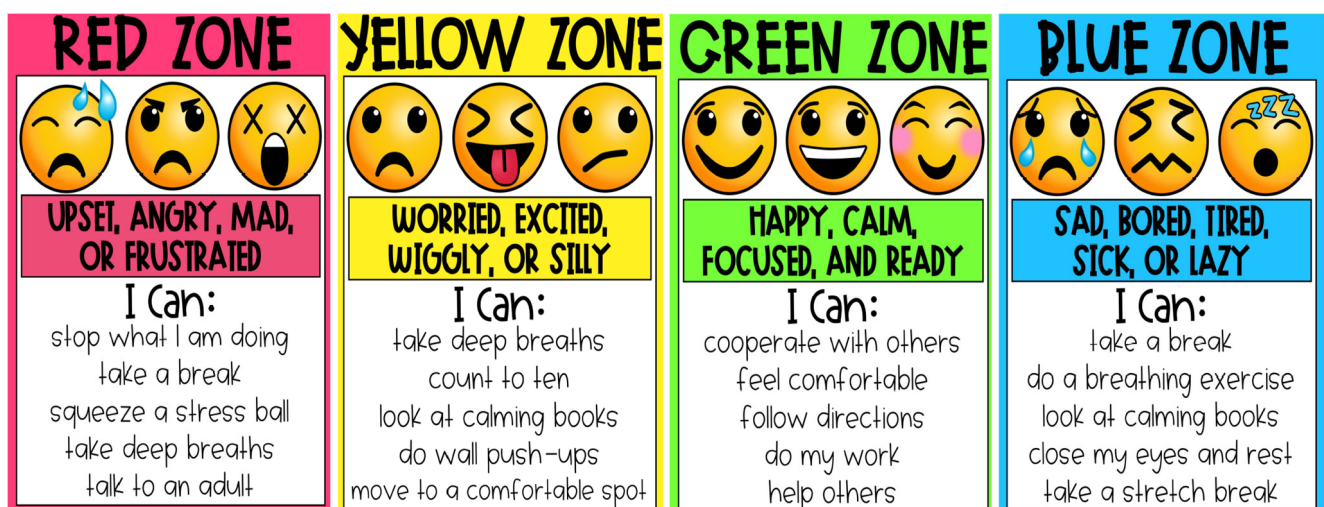 RED ZONE
UPSET, ANGRY, MAD,
OR FRUSTRATED
I Can:
stop what I am doing
take a break
squeeze a stress ball
take deep breaths
talk to an adult
YELLOW ZONE
WORRIED, EXCITED,
WIGGLY, OR SILLY
I Can:
take deep breaths
count to ten
look at calming books
do wall push-ups
move to a comfortable spot
GREEN ZONE
HAPPY, CALM,
FOCUSED, AND READY
I Can:
cooperate with others
feel comfortable
follow directions
do my work
help others
BLUE ZONE
ZZZ
SAD, BORED, TIRED,
SICK, OR LAZY
I Can:
take a break
do a breathing exercise
look at calming books
close my eyes and rest
take a stretch break